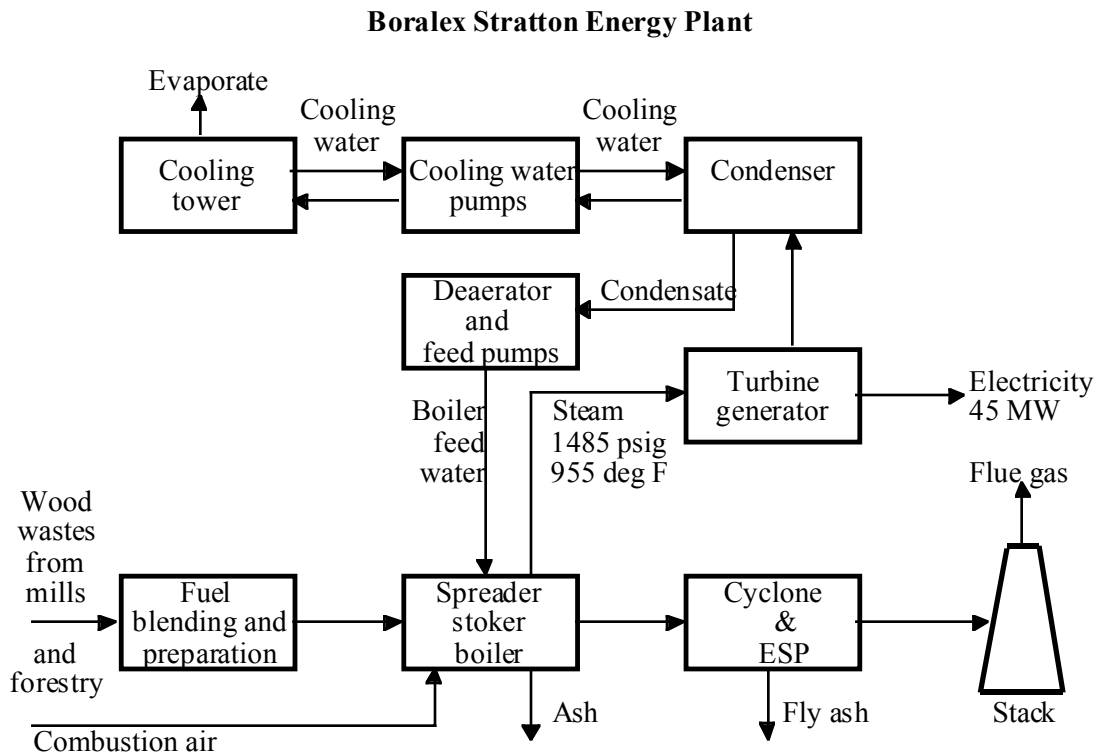 Boralex Stratton Energy Plant
Evaporate
Cooling
water
Cooling
water
Cooling
tower
Cooling water
pumps
Condenser
Deaerator
and
feed pumps
Condensate
Turbine
generator
Electricity
45 MW
Boiler
feed
water
Steam
1485 psig
955 deg F
Flue gas
Wood
wastes
from
mills
and
forestry
Fuel
blending and
preparation
Spreader
stoker
boiler
Cyclone
&
ESP
Ash
Fly ash
Stack
Combustion air